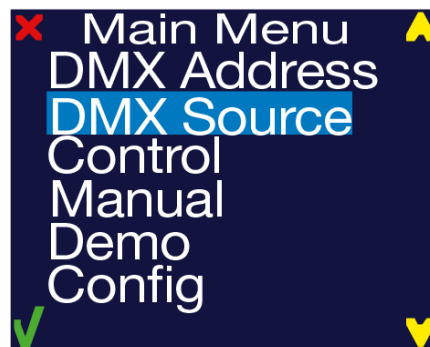 Main Menu
DMX Address
DMX Source
Control
Manual
Demo
Config